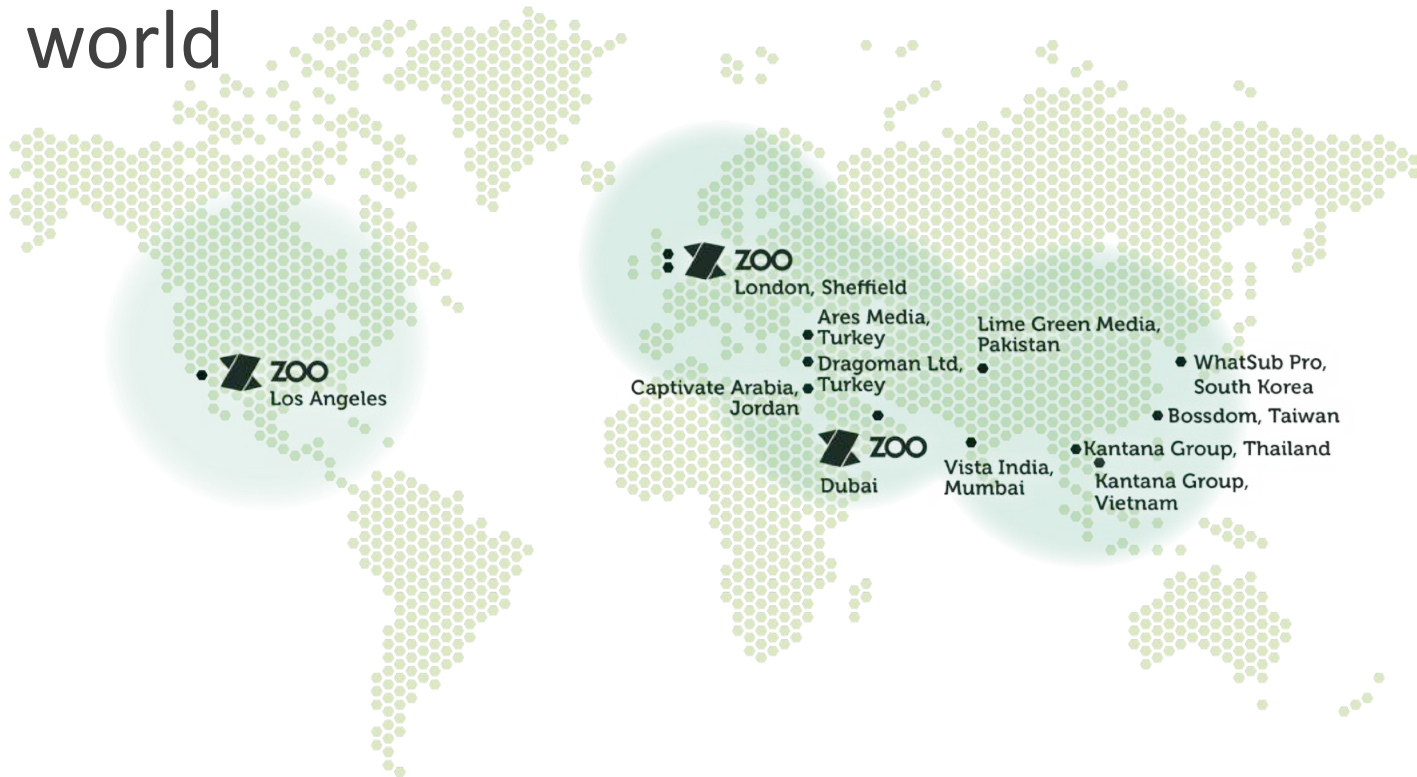 world
ZOO
London, Sheffield
Ares Media,
Turkey
Dragoman Ltd,
Turkey
Captivate Arabia,
Jordan
Lime Green Media,
Pakistan
WhatSub Pro,
South Korea
ZOO
Los Angeles
Bossdom, Taiwan
ZOO
Dubai
Vista India,
Mumbai
Kantana Group, Thailand
Kantana Group,
Vietnam